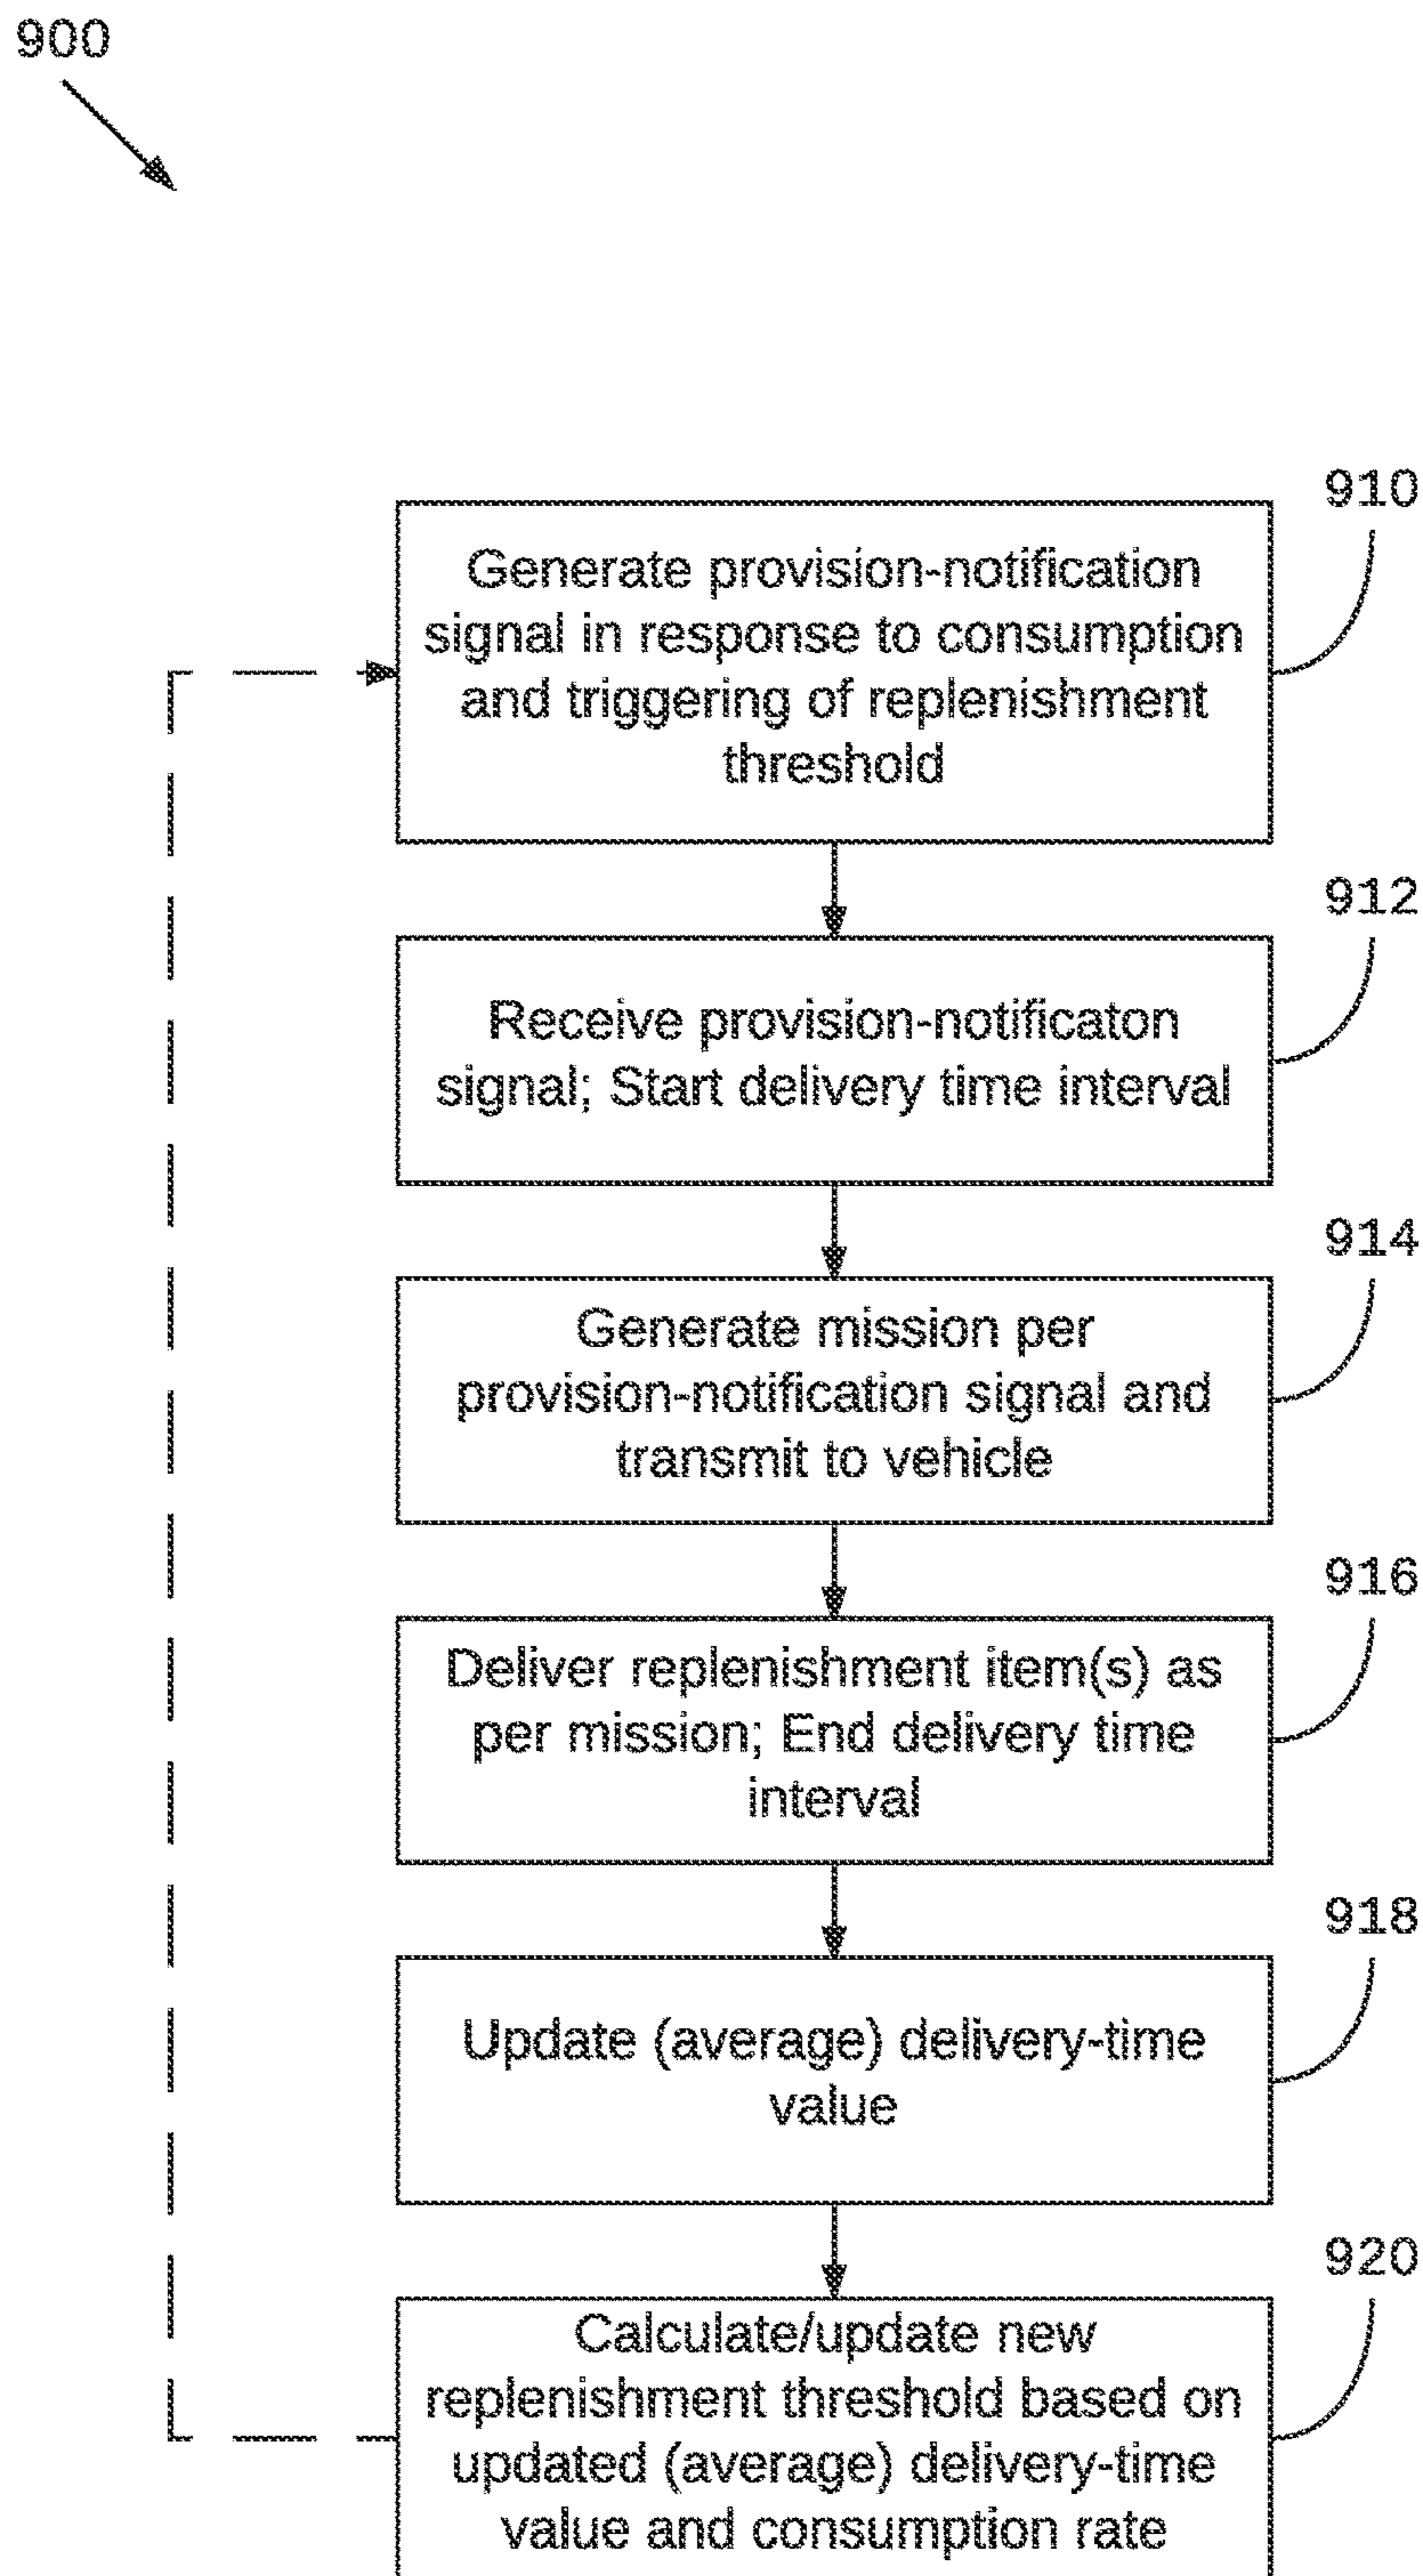 900
910
Generate provision-notification
signal in response to consumption
and triggering of replenishment
threshold
912
Receive provision-notificaton
signal; Start delivery time interval
914
Generate mission per
provision-notification signal and
transmit to vehicle
916
Deliver replenishment item(s) as
per mission; End delivery time
interval
918
Update (average) delivery-time
value
920
Calculate/update new
replenishment threshold based on
updated (average) delivery-time
value and consumption rate